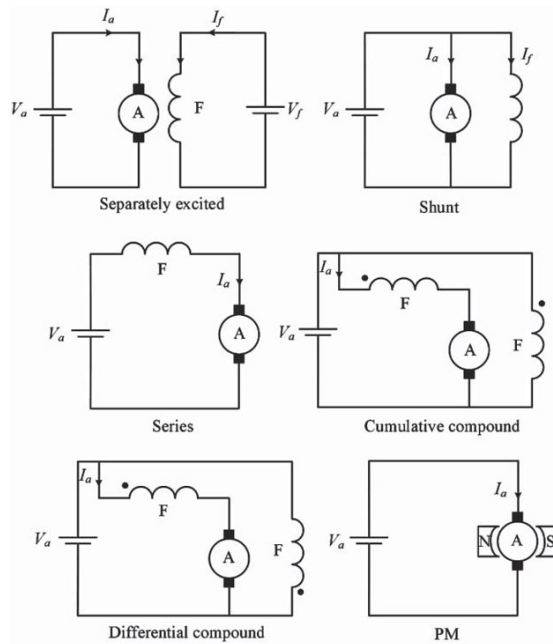 I_a I_f
V_a A F V_f
Separately excited
I_a I_f
V_a A
Shunt
F
I_a
V_a A
Series
I_a F
V_a A F
Cumulative compound
I_a F
V_a A F
Differential compound
I_a
V_a N A S
PM